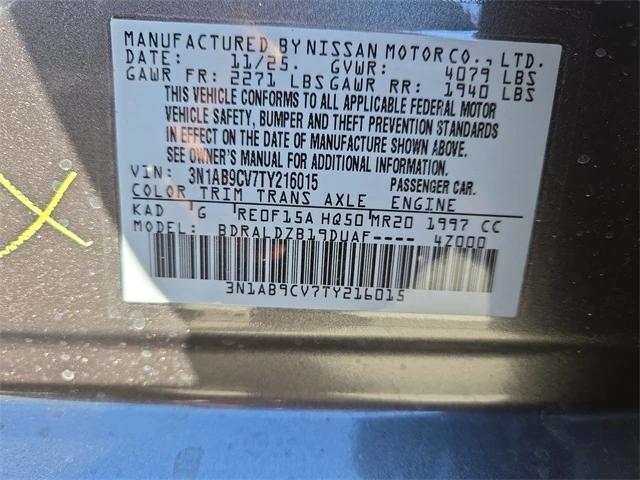 MANUFACTURED BY NISSAN MOTOR CO., LTD.
DATE: 11/25. GVWR: 4079 LBS
GAWR FR: 2271 LBS GAWR RR: 1940 LBS
THIS VEHICLE CONFORMS TO ALL APPLICABLE FEDERAL MOTOR
VEHICLE SAFETY, BUMPER AND THEFT PREVENTION STANDARDS
IN EFFECT ON THE DATE OF MANUFACTURE SHOWN ABOVE.
SEE OWNER'S MANUAL FOR ADDITIONAL INFORMATION.
VIN: 3N1AB9CV7TY216015 PASSENGER CAR.
COLOR TRIM TRANS AXLE ENGINE
KAD G RE0F15A HQ50 MR20 1997 CC
MODEL: BDRALDZB19DUAF---- 4Z000
3N1AB9CV7TY216015